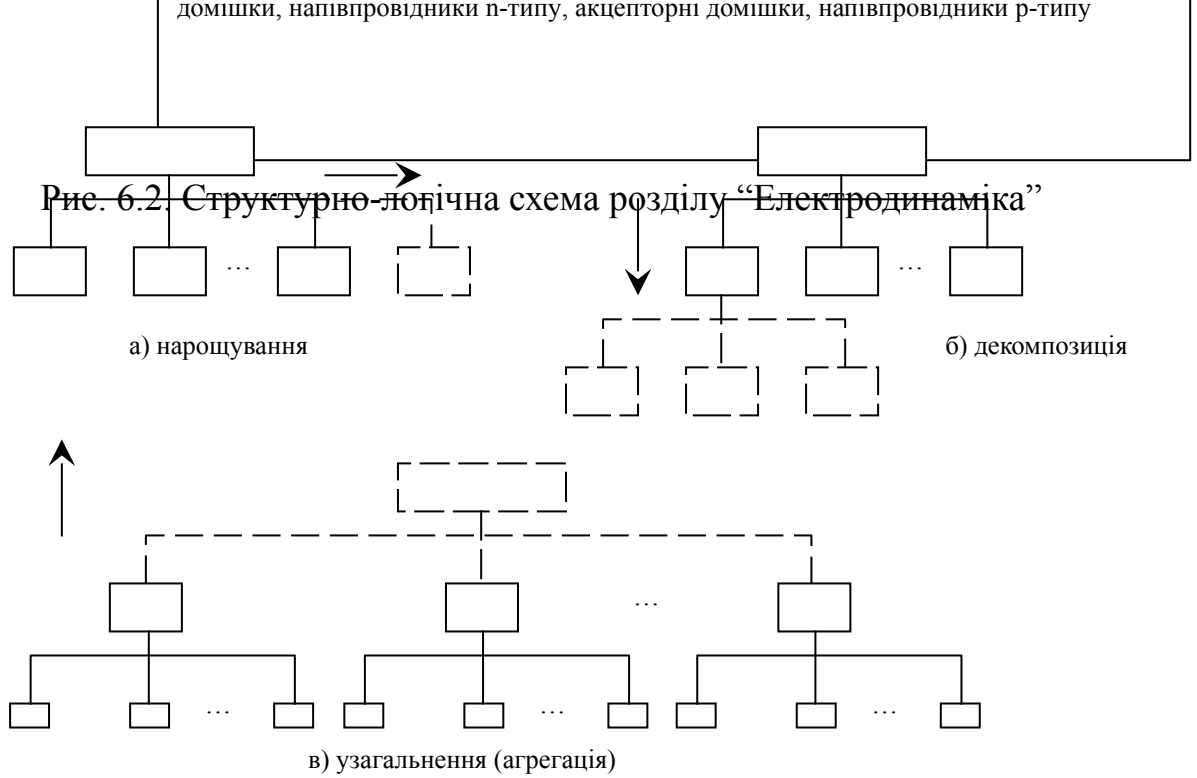 домішки, напівпровідники n-типу, акцепторні домішки, напівпровідники p-типу
Рис. 6.2. Структурно-логічна схема розділу “Електродинаміка”
… …
а) нарощування б) декомпозиція
…
… … …
в) узагальнення (агрегація)